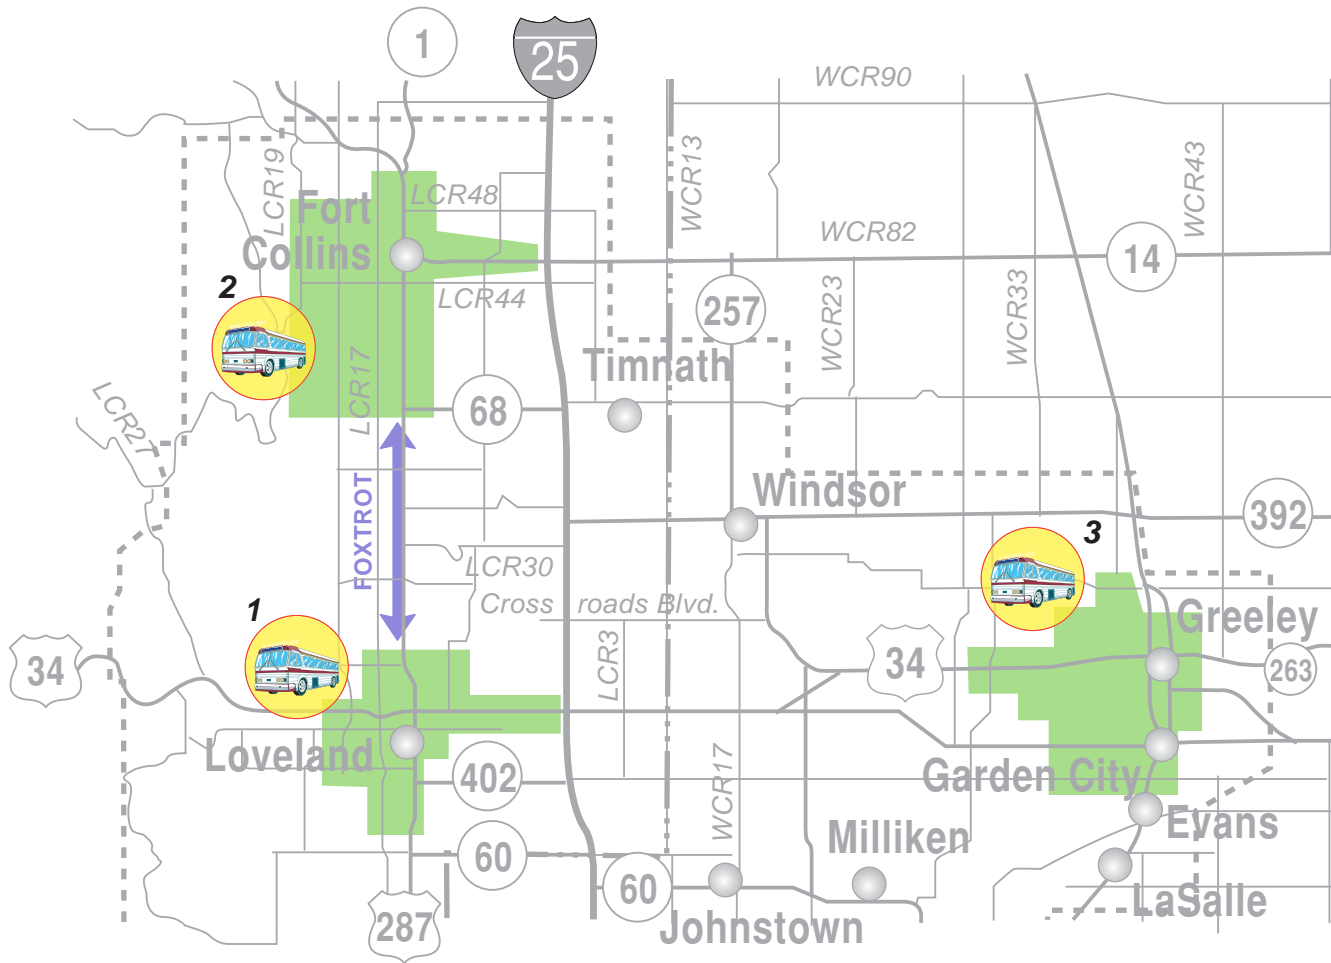 1
25
WCR90
LCR19
WCR13
WCR43
Fort
Collins
LCR48
WCR82
14
2
LCR44
257
WCR23
WCR33
LCR17
Timnath
LCR27
68
FOXTROT
Windsor
392
3
LCR30
Cross roads Blvd.
1
Greeley
34
LCR3
34
263
Loveland
402
WCR17
Garden City
Evans
60
Milliken
60
LaSalle
287
Johnstown